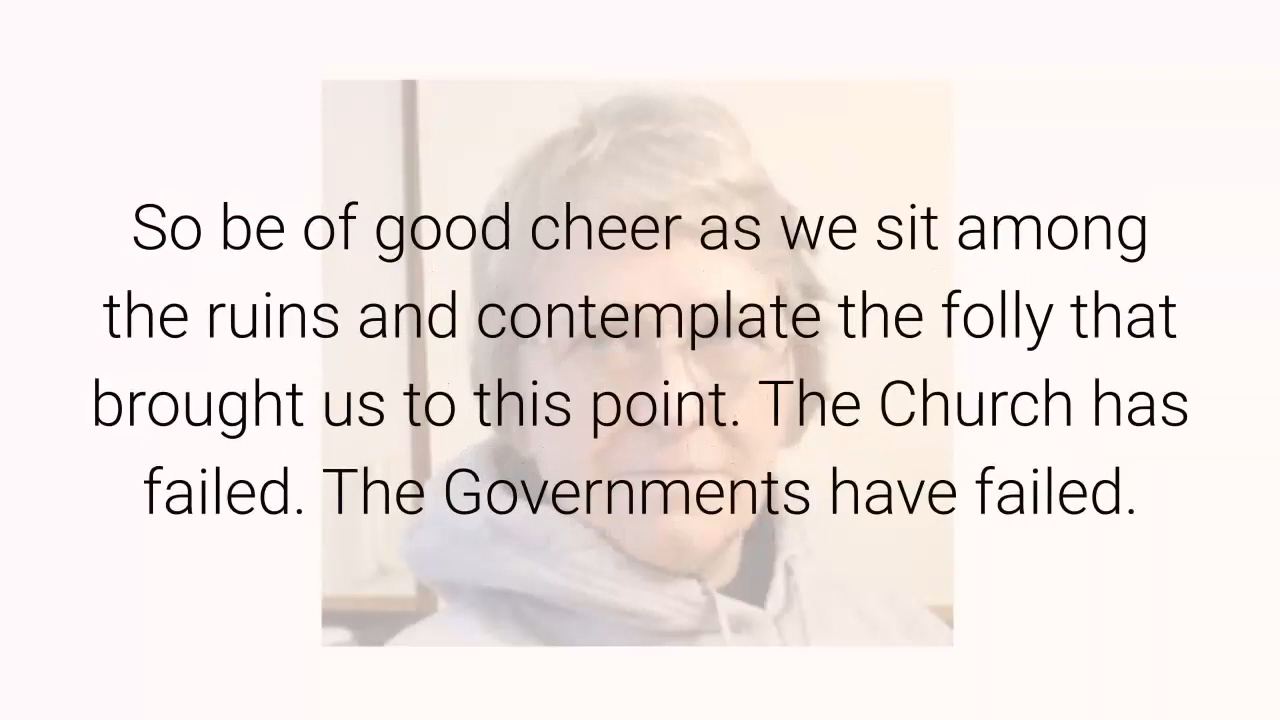 So be of good cheer as we sit among
the ruins and contemplate the folly that
brought us to this point. The Church has
failed. The Governments have failed.